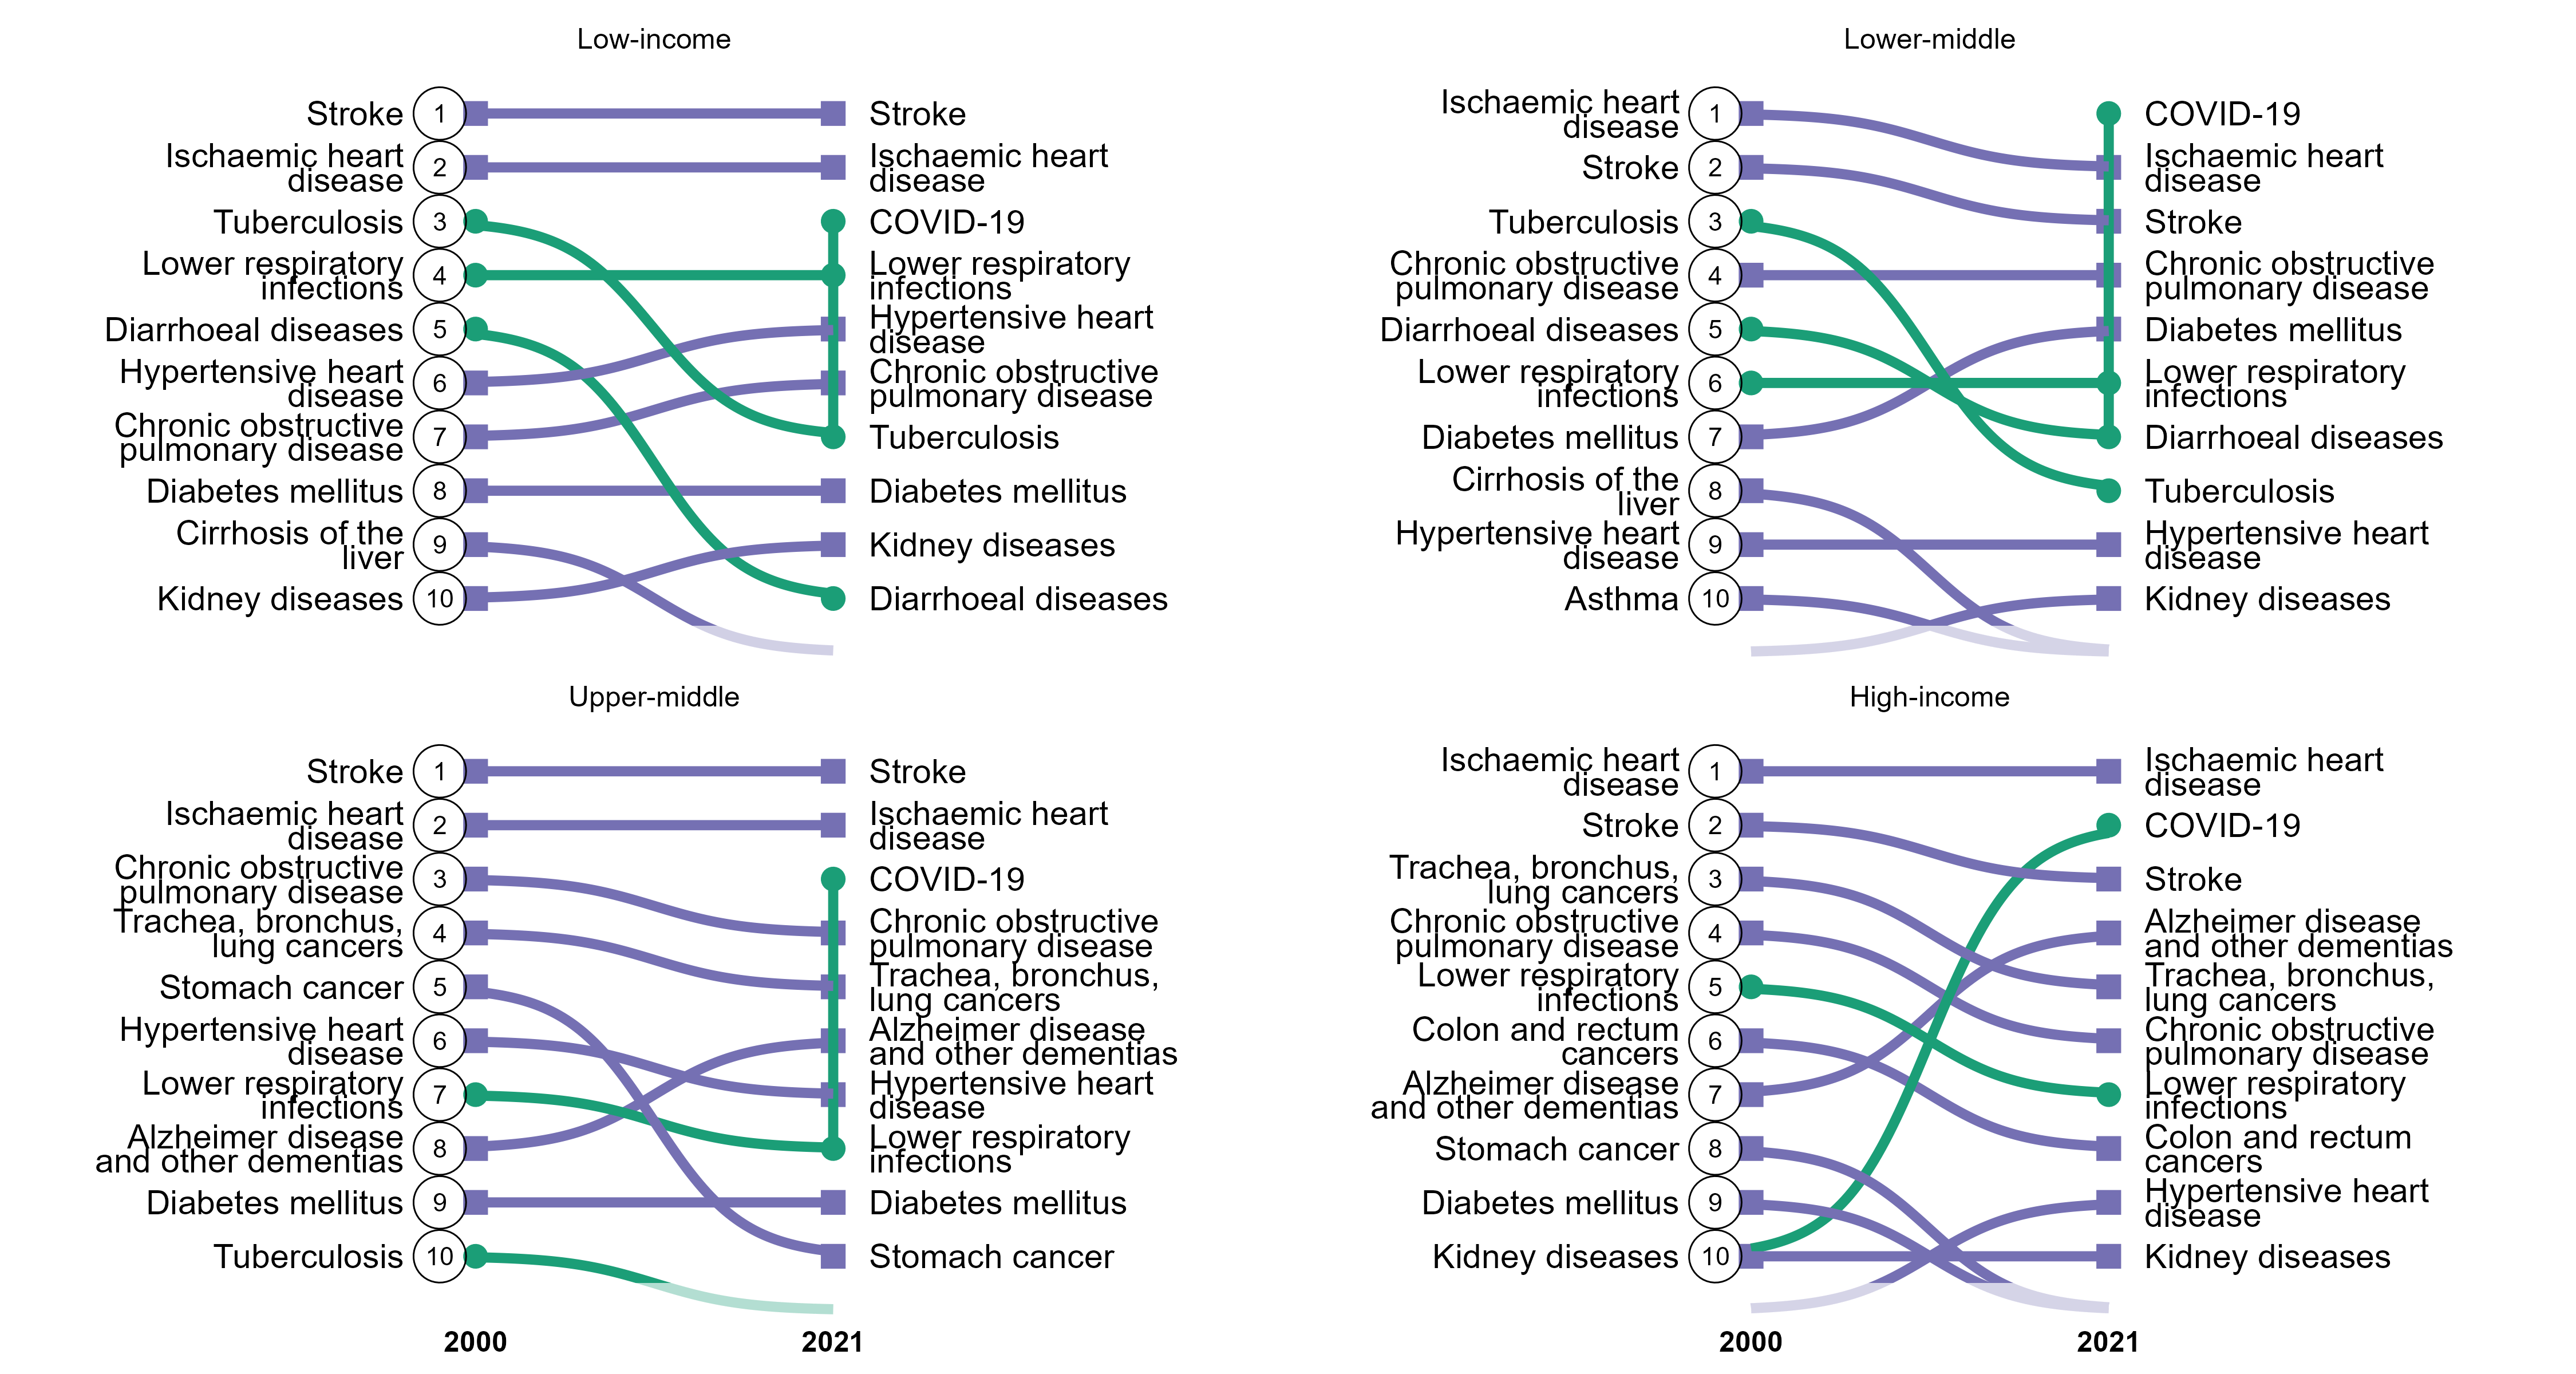 Low-income
Stroke 1 Stroke
Ischaemic heart
disease 2 Ischaemic heart
disease
Tuberculosis 3 COVID-19
Lower respiratory
infections 4 Lower respiratory
infections
Diarrhoeal diseases 5 Hypertensive heart
disease
Hypertensive heart
disease 6 Chronic obstructive
pulmonary disease
Chronic obstructive
pulmonary disease 7 Tuberculosis
Diabetes mellitus 8 Diabetes mellitus
Cirrhosis of the
liver 9 Kidney diseases
Kidney diseases 10 Diarrhoeal diseases
Lower-middle
Ischaemic heart
disease 1 COVID-19
Stroke 2 Ischaemic heart
disease
Tuberculosis 3 Stroke
Chronic obstructive
pulmonary disease 4 Chronic obstructive
pulmonary disease
Diarrhoeal diseases 5 Diabetes mellitus
Lower respiratory
infections 6 Lower respiratory
infections
Diabetes mellitus 7 Diarrhoeal diseases
Cirrhosis of the
liver 8 Tuberculosis
Hypertensive heart
disease 9 Hypertensive heart
disease
Asthma 10 Kidney diseases
Upper-middle
Stroke 1 Stroke
Ischaemic heart
disease 2 Ischaemic heart
disease
Chronic obstructive
pulmonary disease 3 COVID-19
Trachea, bronchus,
lung cancers 4 Chronic obstructive
pulmonary disease
Stomach cancer 5 Trachea, bronchus,
lung cancers
Hypertensive heart
disease 6 Alzheimer disease
and other dementias
Lower respiratory
infections 7 Hypertensive heart
disease
Alzheimer disease
and other dementias 8 Lower respiratory
infections
Diabetes mellitus 9 Diabetes mellitus
Tuberculosis 10 Stomach cancer
2000 2021
High-income
Ischaemic heart
disease 1 Ischaemic heart
disease
Stroke 2 COVID-19
Trachea, bronchus,
lung cancers 3 Stroke
Chronic obstructive
pulmonary disease 4 Alzheimer disease
and other dementias
Lower respiratory
infections 5 Trachea, bronchus,
lung cancers
Colon and rectum
cancers 6 Chronic obstructive
pulmonary disease
Alzheimer disease
and other dementias 7 Lower respiratory
infections
Stomach cancer 8 Colon and rectum
cancers
Diabetes mellitus 9 Hypertensive heart
disease
Kidney diseases 10 Kidney diseases
2000 2021